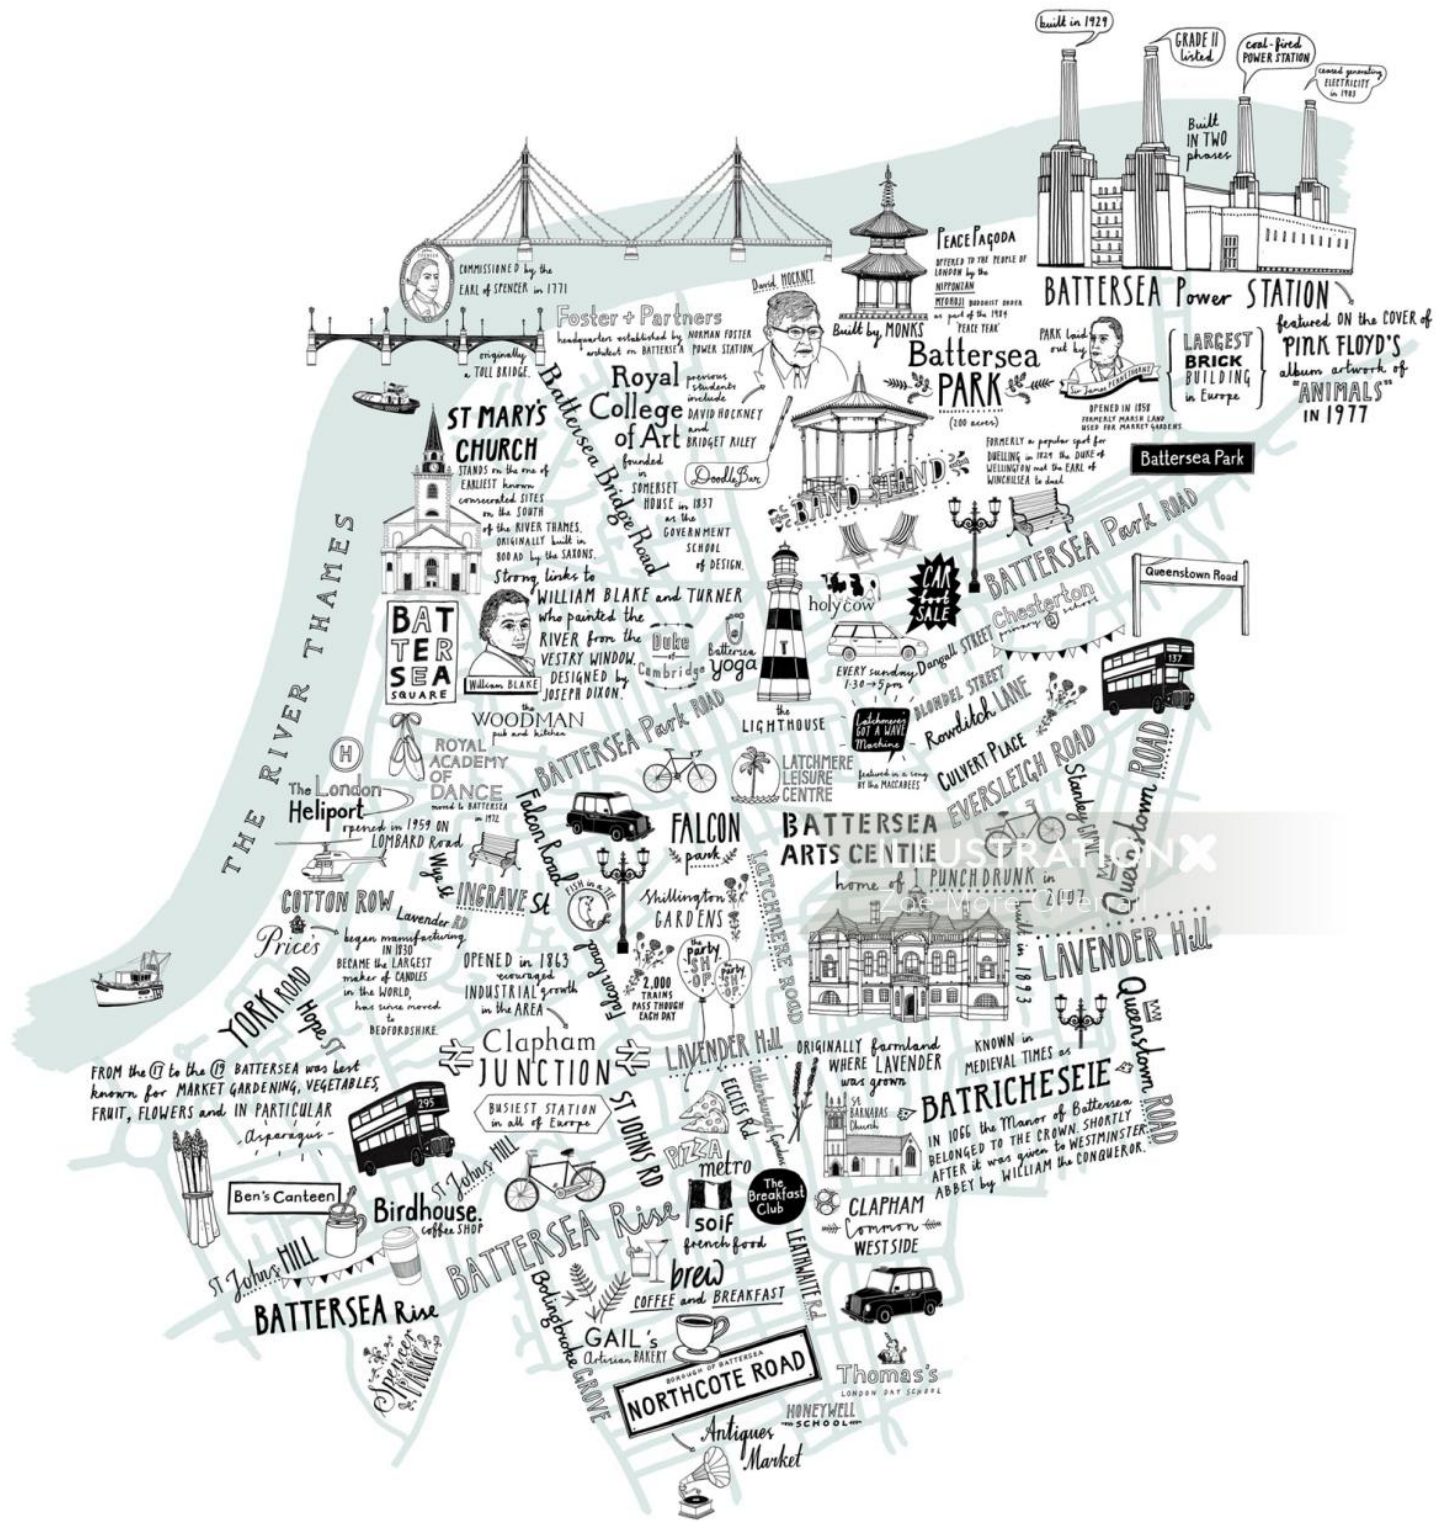 built in 1929
GRADE II
listed
coal-fired
POWER STATION
ceased generating
ELECTRICITY
in 1983
Built
IN TWO
phases
BATTERSEA Power STATION
featured ON the COVER of
PINK FLOYD'S
album artwork of
"ANIMALS"
IN 1977
LARGEST
BRICK
BUILDING
in Europe
PEACE PAGODA
OFFERED TO THE PEOPLE OF
LONDON by the
NIPPONZAN
MYOHOJI BUDDHIST ORDER
as part of the 1984
'PEACE YEAR'
Built by MONKS
David HOCKNEY
COMMISSIONED by the
EARL of SPENCER in 1771
originally
a TOLL BRIDGE.
Foster + Partners
headquarters established by NORMAN FOSTER
architect on BATTERSEA POWER STATION
Battersea
PARK
(200 acres)
PARK laid
out by
Sir James PENNETHORNE
OPENED IN 1858
FORMERLY MARSH LAND
USED FOR MARKET GARDENS
FORMERLY a popular spot for
DUELLING in 1829 the DUKE of
WELLINGTON met the EARL of
WINCHILSEA to duel
Battersea Park
Royal
College
of Art
previous
students
include
DAVID HOCKNEY
and
BRIDGET RILEY
founded
in
SOMERSET
HOUSE in 1837
as the
GOVERNMENT
SCHOOL
of DESIGN.
DoodleBar
BANDSTAND
Battersea Bridge Road
ST MARY'S
CHURCH
STANDS on the one of
EARLIEST known
consecrated SITES
on the SOUTH
of the RIVER THAMES.
ORIGINALLY built in
800 AD by the SAXONS.
Strong links to
WILLIAM BLAKE and TURNER
who painted the
RIVER from the
VESTRY WINDOW.
DESIGNED by
JOSEPH DIXON.
William BLAKE
BAT
TER
SEA
SQUARE
THE RIVER THAMES
Duke
of
Cambridge
Battersea
yoga
T
the
LIGHTHOUSE
holy cow
CAR
boot
SALE
EVERY sunday
1·30→5pm
BATTERSEA Park ROAD
Chesterton
primary school
Queenstown Road
137
Dangall STREET
BLONDEL STREET
Rowditch LANE
CULVERT PLACE
EVERSLEIGH ROAD
Stanley GROVE
Queenstown ROAD
Latchmere's
GOT A WAVE
Machine
featured in a song
BY the MACCABEES
LATCHMERE
LEISURE
CENTRE
the
WOODMAN
pub and kitchen
BATTERSEA Park ROAD
ROYAL
ACADEMY
OF
DANCE
moved to BATTERSEA
in 1972
H
The London
Heliport
opened in 1959 ON
LOMBARD Road
Falcon Road
FALCON
park
BATTERSEA
ARTS CENTRE
home of PUNCHDRUNK in
2007
ILLUSTRATIONX
Zoe More O'Ferrall
built in 1893
LATCHMERE ROAD
Wye St
INGRAVE St
FISH in a TIE
Shillington
GARDENS
COTTON ROW
Lavender RD
Price's
began manufacturing
IN 1830
BECAME the LARGEST
maker of CANDLES
in the WORLD,
has since moved
to
BEDFORDSHIRE.
YORK ROAD
Hope ST
OPENED in 1863
encouraged
INDUSTRIAL growth
in the AREA
Falcon Road
2,000
TRAINS
PASS THOUGH
EACH DAY
the
party
SHOP
the
party
SHOP
LAVENDER Hill
Clapham
JUNCTION
BUSIEST STATION
in all of Europe
LAVENDER Hill
ORIGINALLY farmland
WHERE LAVENDER
was grown
KNOWN in
MEDIEVAL TIMES as
BATRICHESEIE
IN 1066 the Manor of Battersea
BELONGED TO THE CROWN. SHORTLY
AFTER it was given to WESTMINSTER
ABBEY by WILLIAM the CONQUEROR.
Queenstown ROAD
FROM the 17 to the 19 BATTERSEA was best
known for MARKET GARDENING, VEGETABLES,
FRUIT, FLOWERS and IN PARTICULAR
Asparagus
295
ST JOHNS RD
ECCLES Rd
Attenburgh Gardens
ST
BARNABAS
Church
PIZZA
metro
soif
french food
The
Breakfast
Club
CLAPHAM
Common
WEST SIDE
Ben's Canteen
Birdhouse.
coffee SHOP
ST Johns HILL
ST Johns HILL
BATTERSEA Rise
BATTERSEA Rise
Spencer
PARK
brew
COFFEE and BREAKFAST
LEATHWAITE Rd
Bolingbroke GROVE
GAIL's
Artisian BAKERY
BOROUGH OF BATTERSEA
NORTHCOTE ROAD
Thomas's
LONDON DAY SCHOOL
HONEYWELL
SCHOOL
Antiques
Market